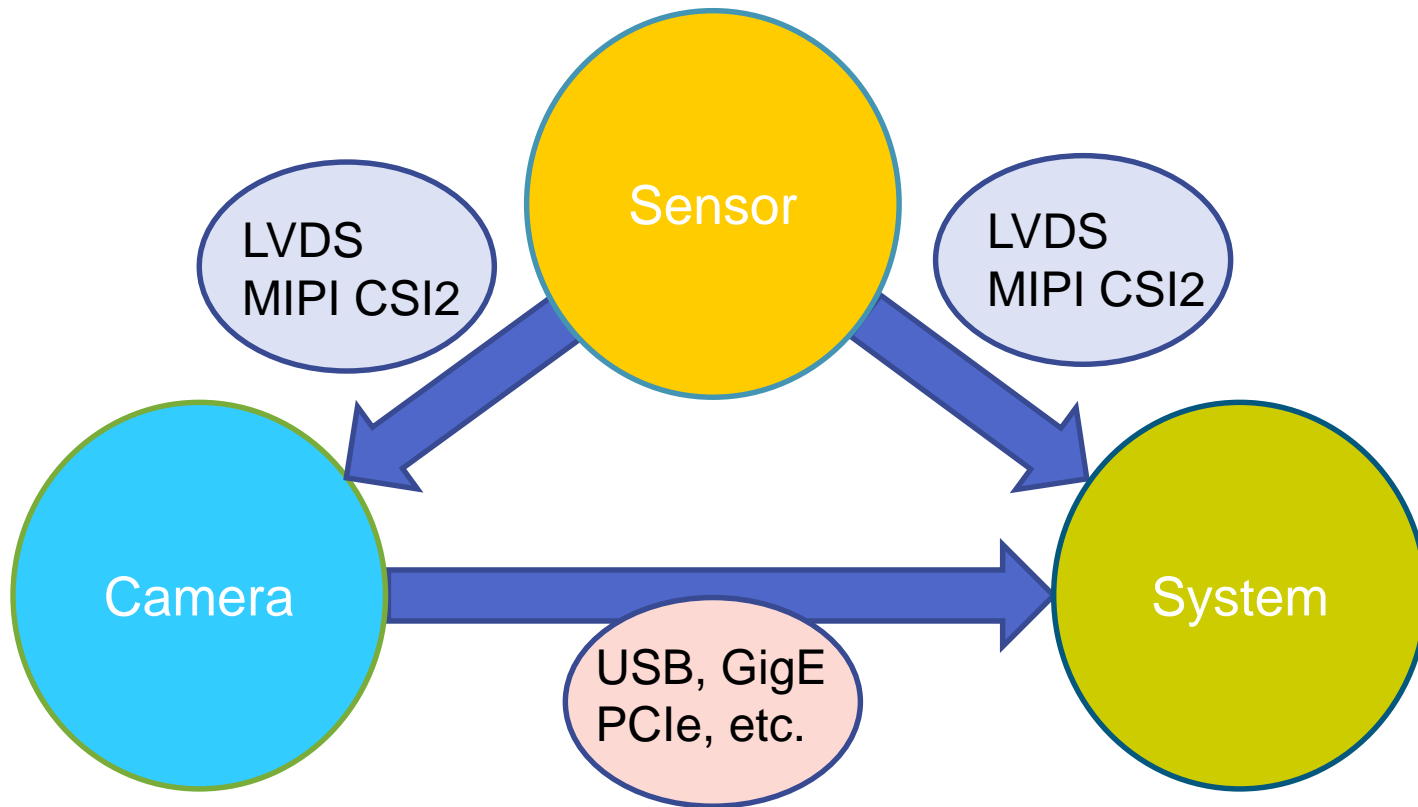 Sensor
LVDS
MIPI CSI2
LVDS
MIPI CSI2
Camera
System
USB, GigE
PCIe, etc.